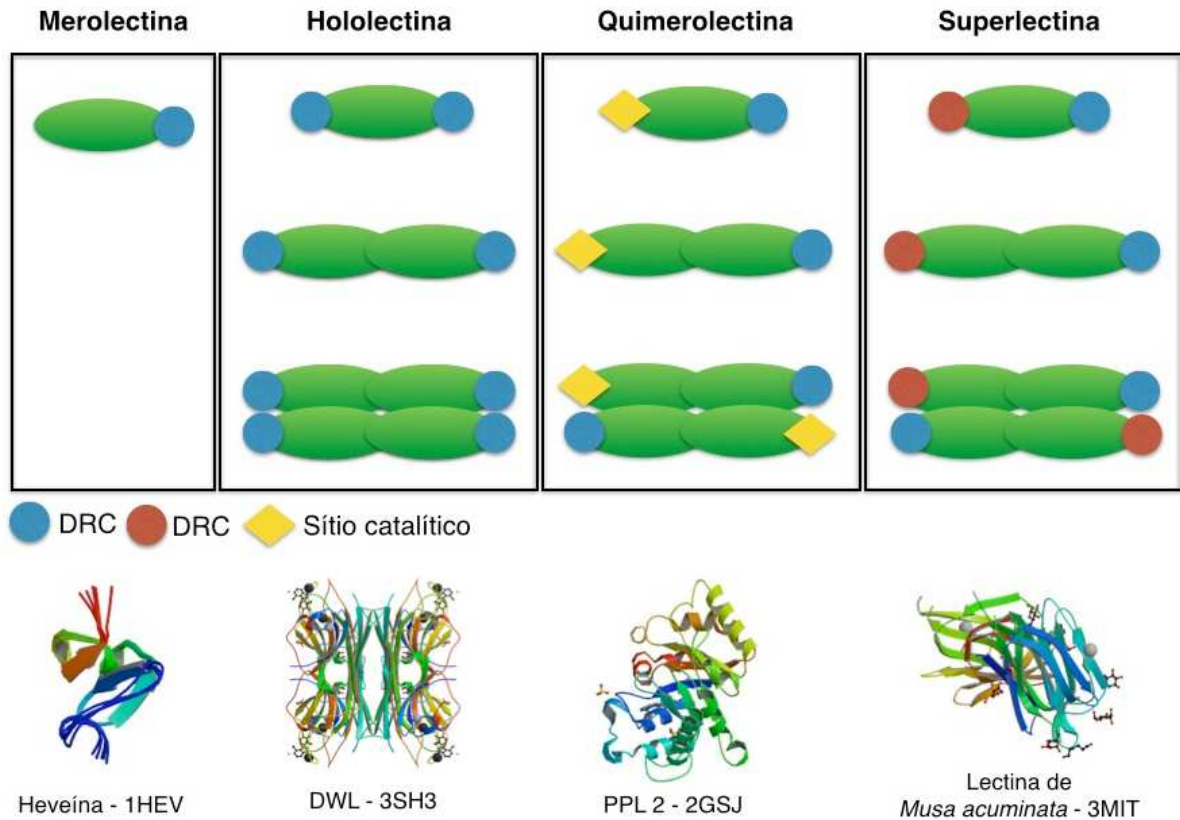 Merolectina
Hololectina
Quimerolectina
Superlectina
DRC
DRC
Sítio catalítico
Heveína - 1HEV
DWL - 3SH3
PPL 2 - 2GSJ
Lectina de
Musa acuminata - 3MIT